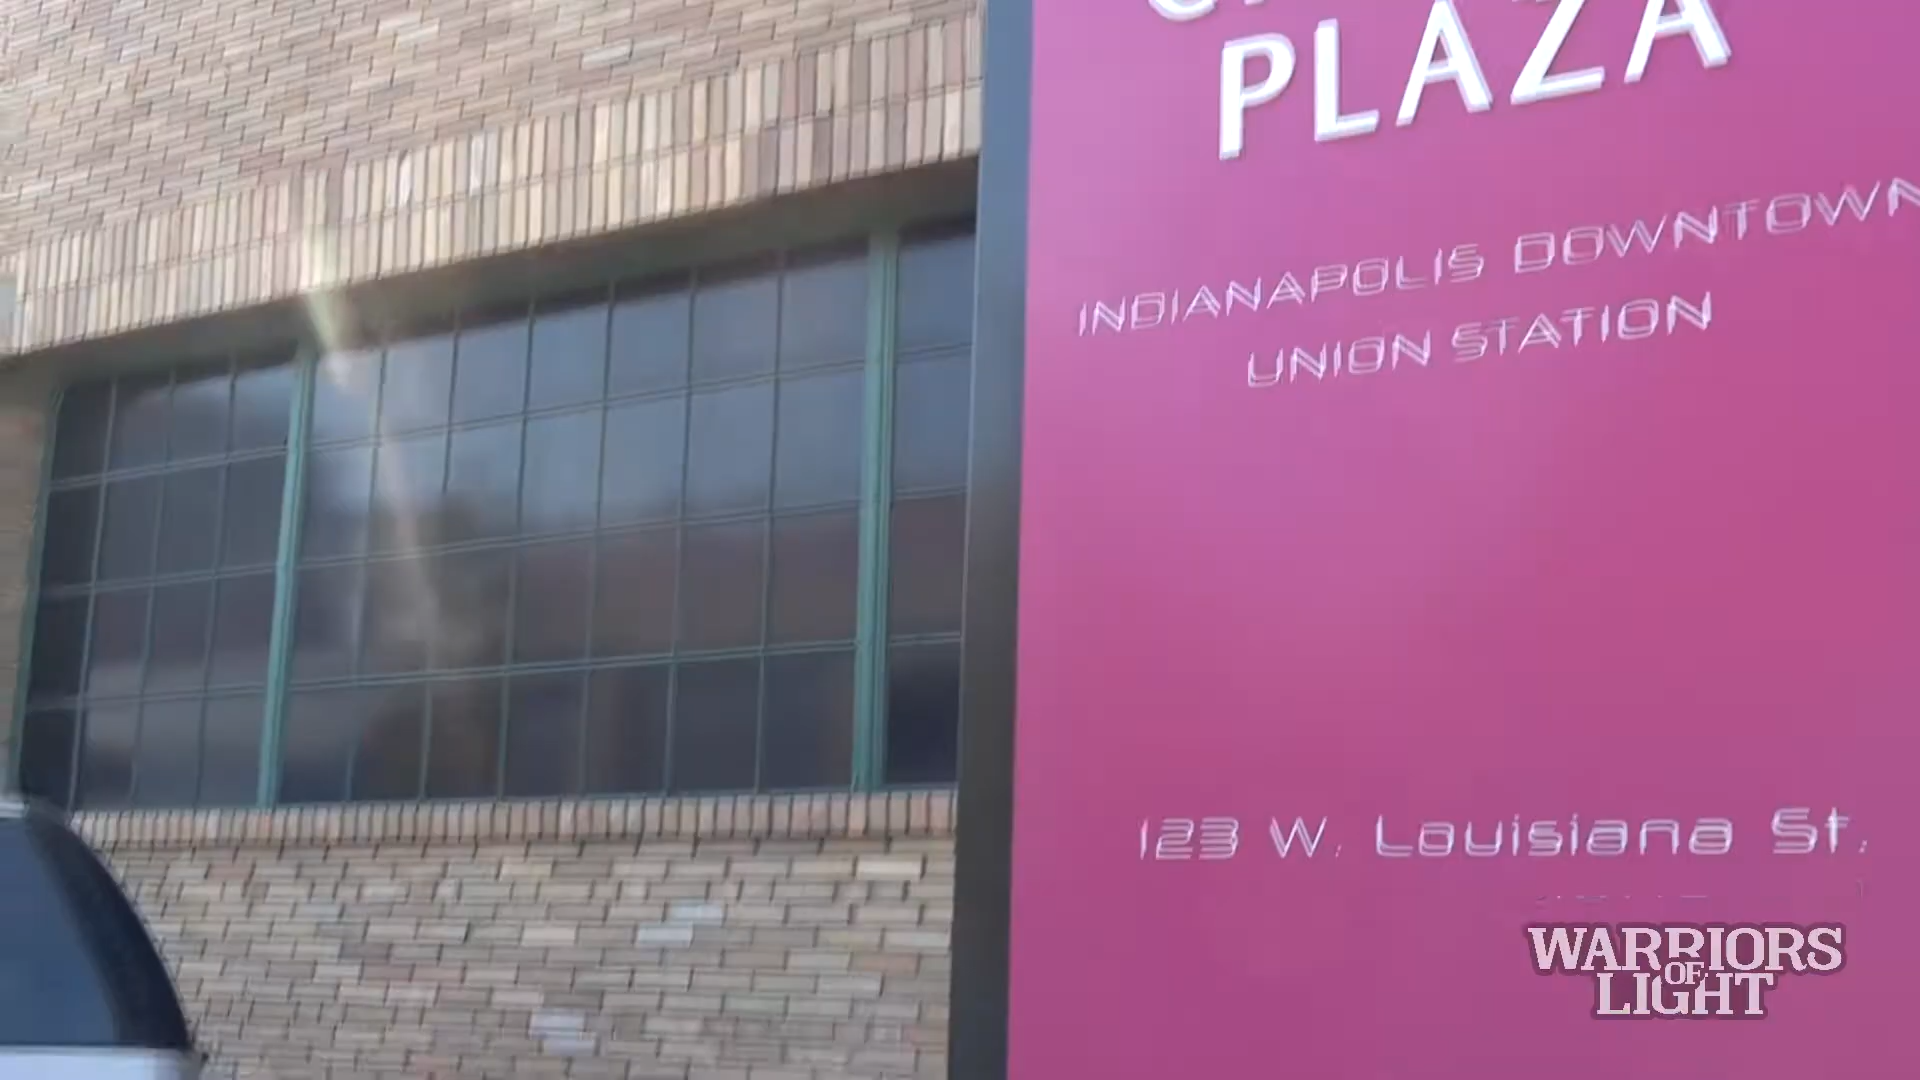 PLAZA
INDIANAPOLIS DOWNTOWN
UNION STATION
123 W. Louisiana St.
WARRIORS
OF
LIGHT